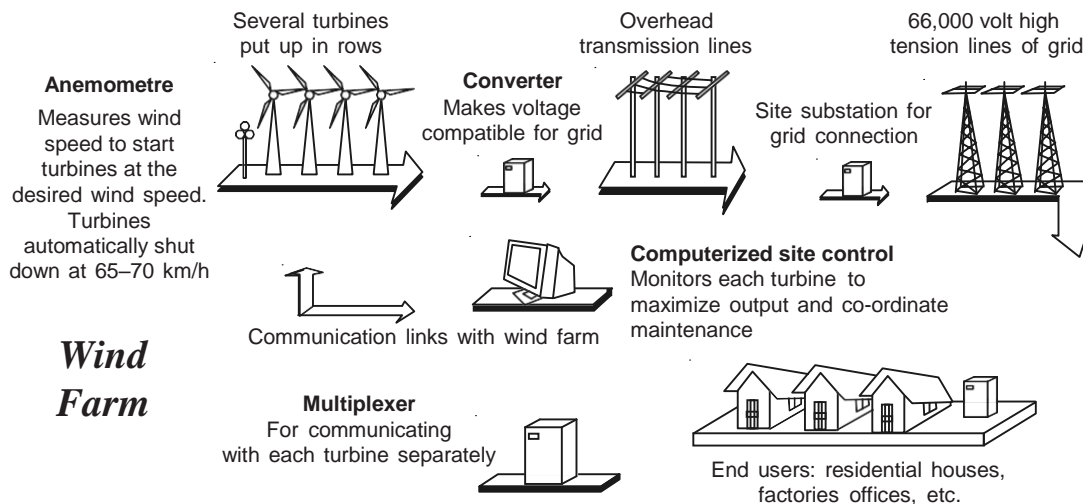 Several turbines
put up in rows
Overhead
transmission lines
66,000 volt high
tension lines of grid
Anemometre
Measures wind
speed to start
turbines at the
desired wind speed.
Turbines
automatically shut
down at 65–70 km/h
Converter
Makes voltage
compatible for grid
Site substation for
grid connection
Computerized site control
Monitors each turbine to
maximize output and co-ordinate
maintenance
Communication links with wind farm
Wind
Farm
Multiplexer
For communicating
with each turbine separately
End users: residential houses,
factories offices, etc.